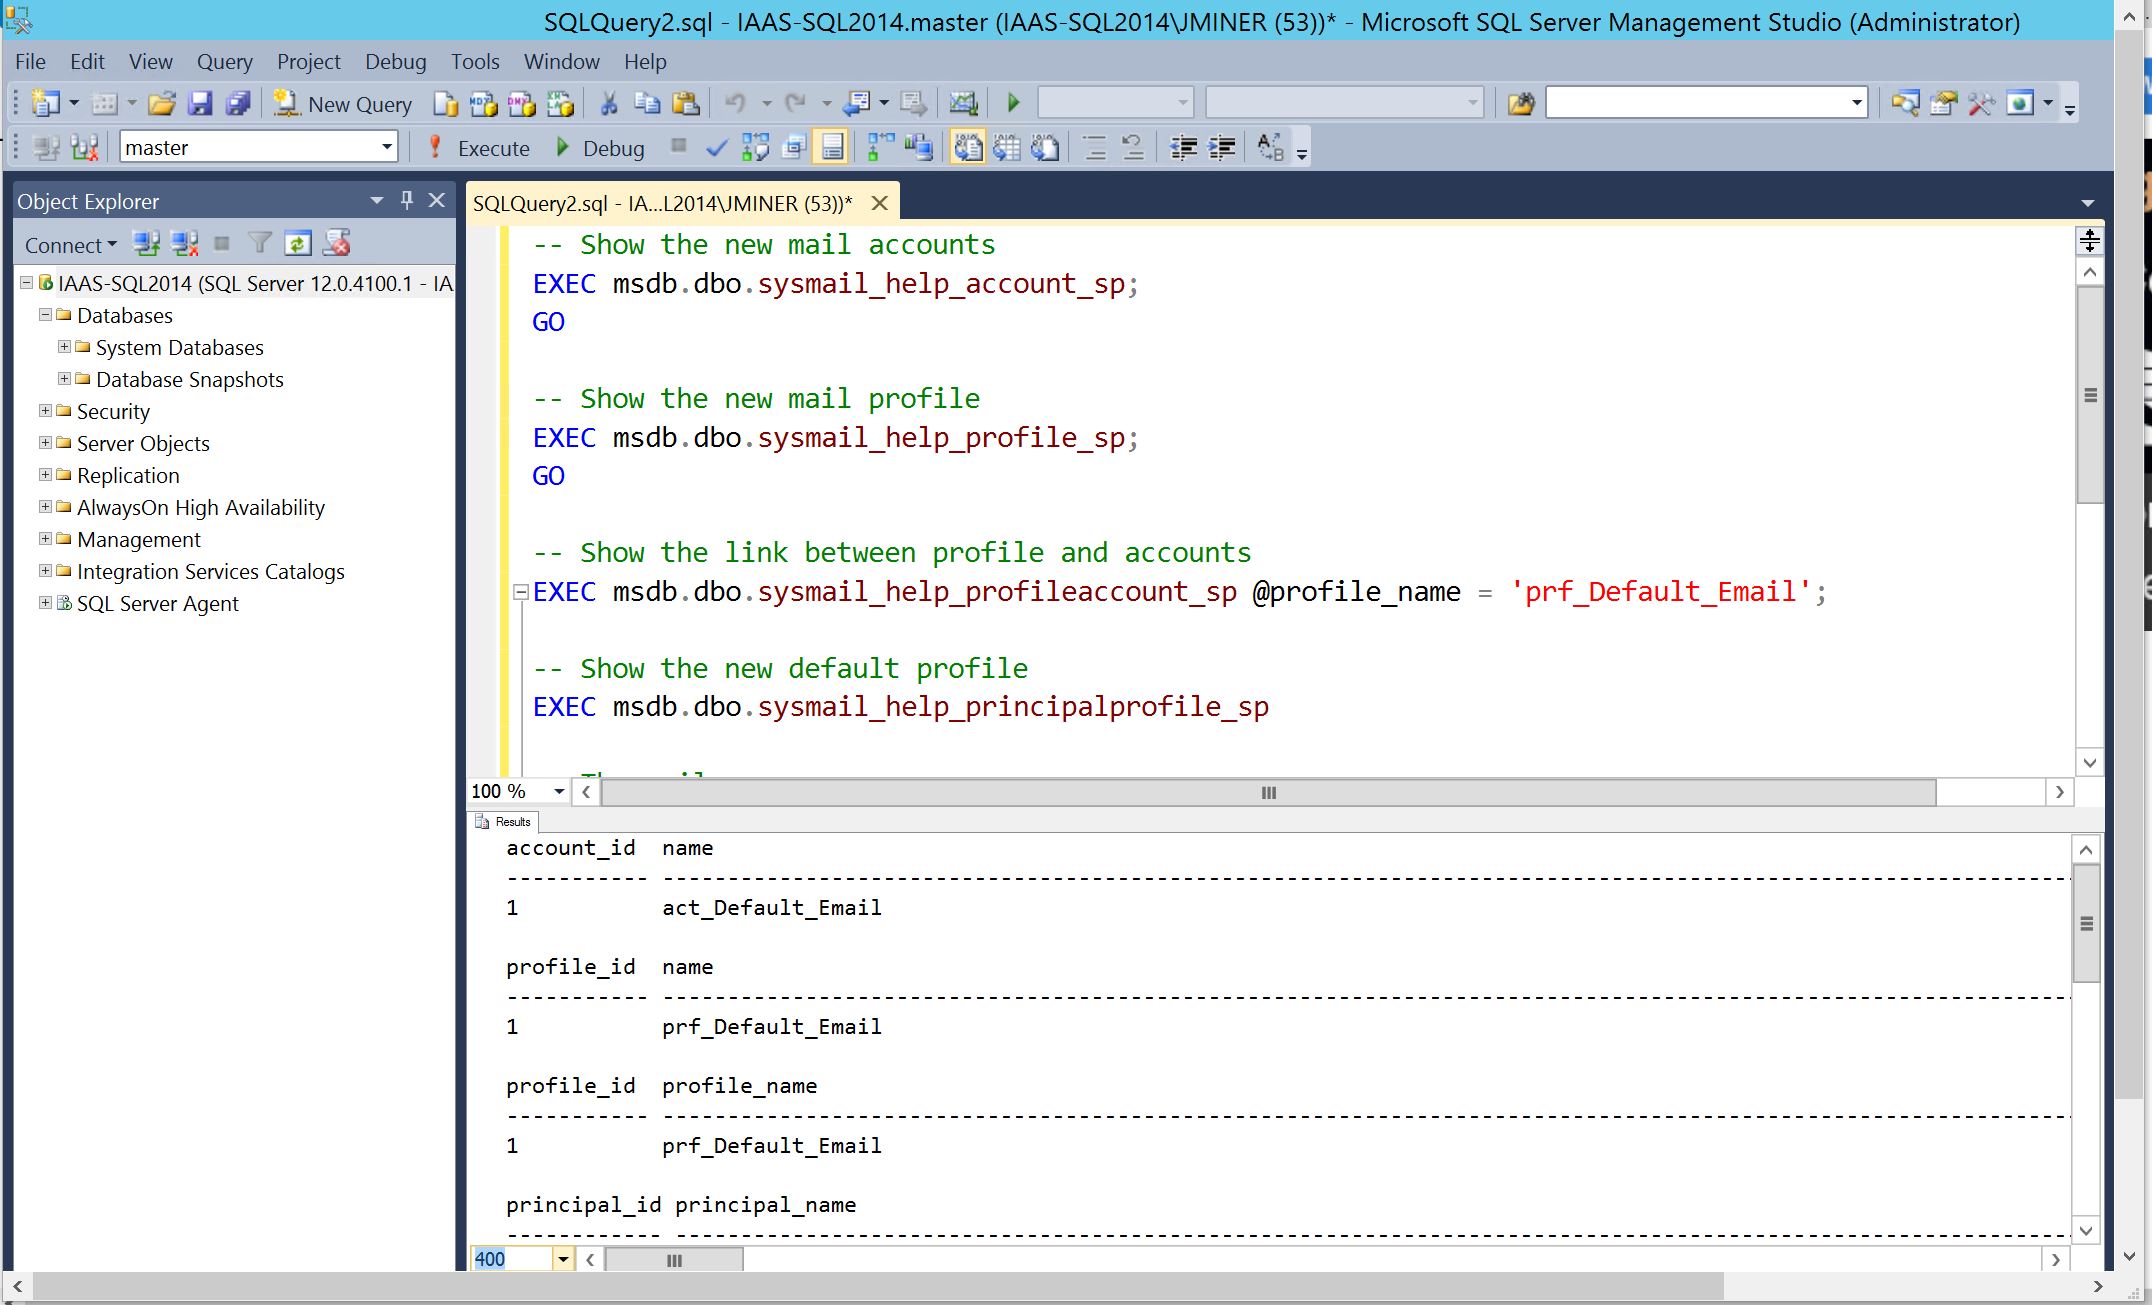 SQLQuery2.sql - IAAS-SQL2014.master (IAAS-SQL2014\JMINER (53))* - Microsoft SQL Server Management Studio (Administrator)
File Edit View Query Project Debug Tools Window Help
New Query
master Execute Debug
Object Explorer
Connect
IAAS-SQL2014 (SQL Server 12.0.4100.1 - IA
Databases
System Databases
Database Snapshots
Security
Server Objects
Replication
AlwaysOn High Availability
Management
Integration Services Catalogs
SQL Server Agent
SQLQuery2.sql - IA...L2014\JMINER (53))*
-- Show the new mail accounts
EXEC msdb.dbo.sysmail_help_account_sp;
GO
-- Show the new mail profile
EXEC msdb.dbo.sysmail_help_profile_sp;
GO
-- Show the link between profile and accounts
EXEC msdb.dbo.sysmail_help_profileaccount_sp @profile_name = 'prf_Default_Email';
-- Show the new default profile
EXEC msdb.dbo.sysmail_help_principalprofile_sp
100 %
Results
account_id name
----------- ----------------------------------------------------------------
1 act_Default_Email
profile_id name
----------- ----------------------------------------------------------------
1 prf_Default_Email
profile_id profile_name
----------- ----------------------------------------------------------------
1 prf_Default_Email
principal_id principal_name
------------ ----------------------------------------------------------------
400